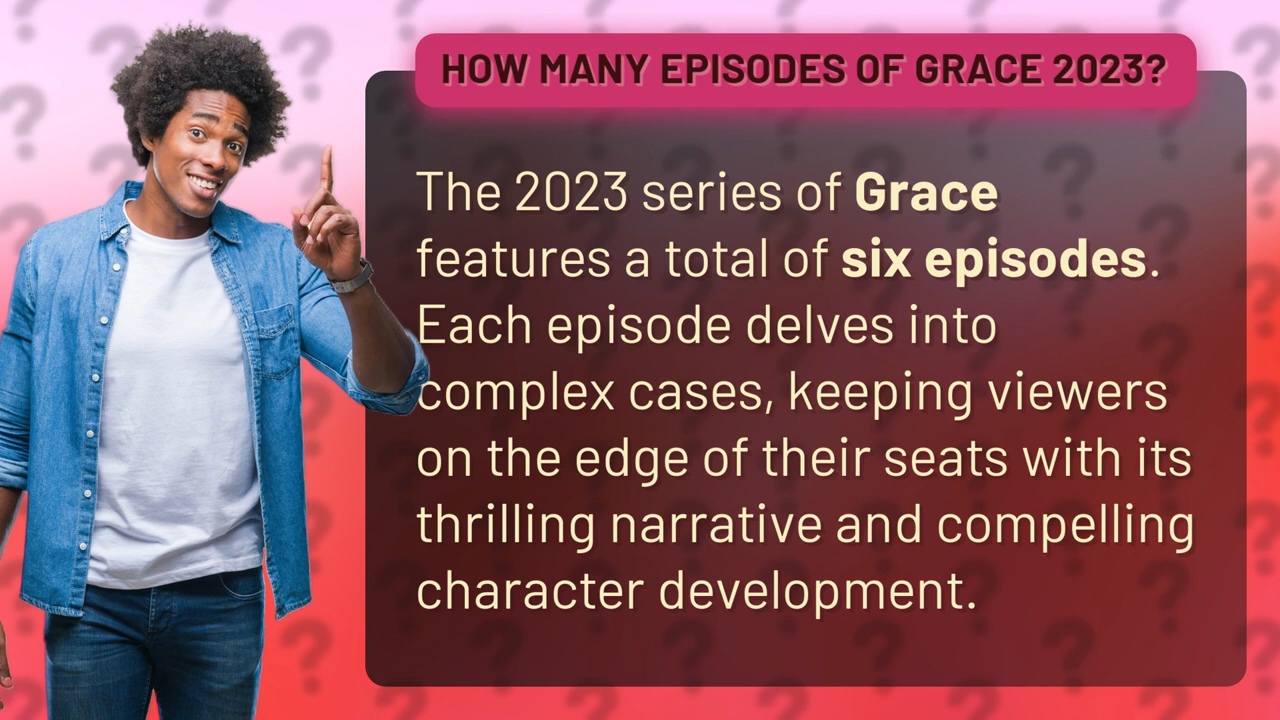 HOW MANY EPISODES OF GRACE 2023?
The 2023 series of Grace
features a total of six episodes.
Each episode delves into
complex cases, keeping viewers
on the edge of their seats with its
thrilling narrative and compelling
character development.